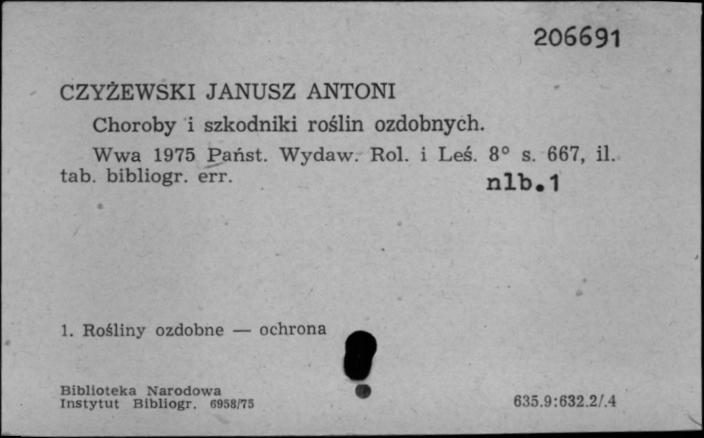 206691
CZYŻEWSKI JANUSZ ANTONI
Choroby i szkodniki roślin ozdobnych.
Wwa 1975 Państ. Wydaw. Rol. i Leś. 8° s. 667, il.
tab. bibliogr. err. nlb.1
1. Rośliny ozdobne — ochrona
Biblioteka Narodowa
Instytut Bibliogr. 6958/75 635.9:632.2/.4